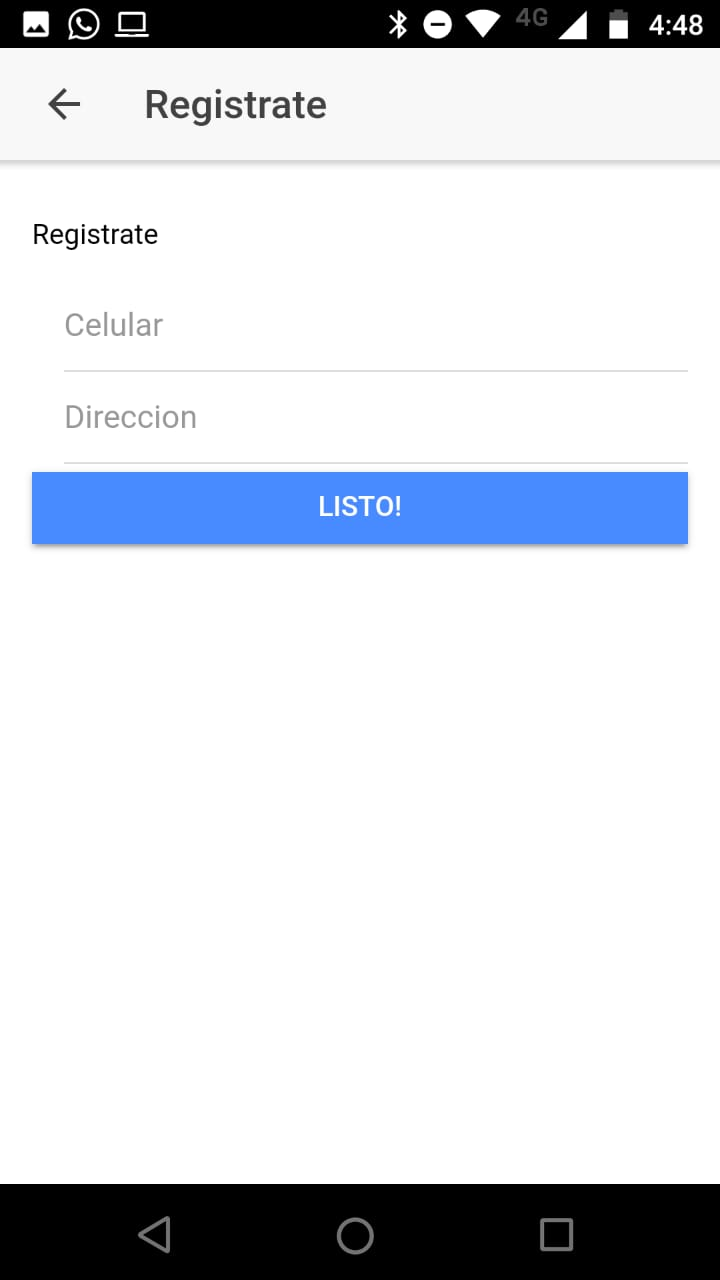 4G 4:48
Registrate
Registrate
Celular
Direccion
LISTO!